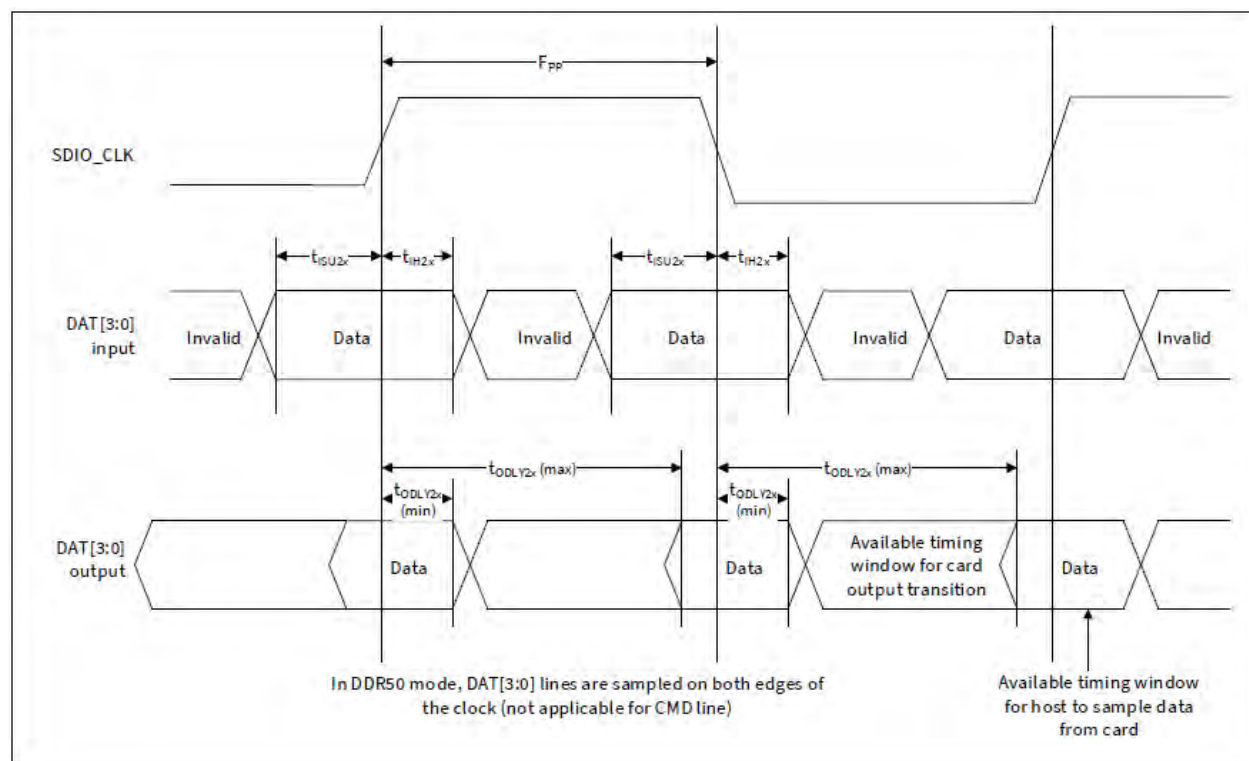 F_PP
SDIO_CLK
t_ISU2x
t_IH2x
t_ISU2x
t_IH2x
DAT[3:0]
input
Invalid
Data
Invalid
Data
Invalid
Data
Invalid
t_ODLY2x (max)
t_ODLY2x (max)
t_ODLY2x
(min)
t_ODLY2x
(min)
DAT[3:0]
output
Data
Data
Available timing
window for card
output transition
Data
In DDR50 mode, DAT[3:0] lines are sampled on both edges of
the clock (not applicable for CMD line)
Available timing window
for host to sample data
from card